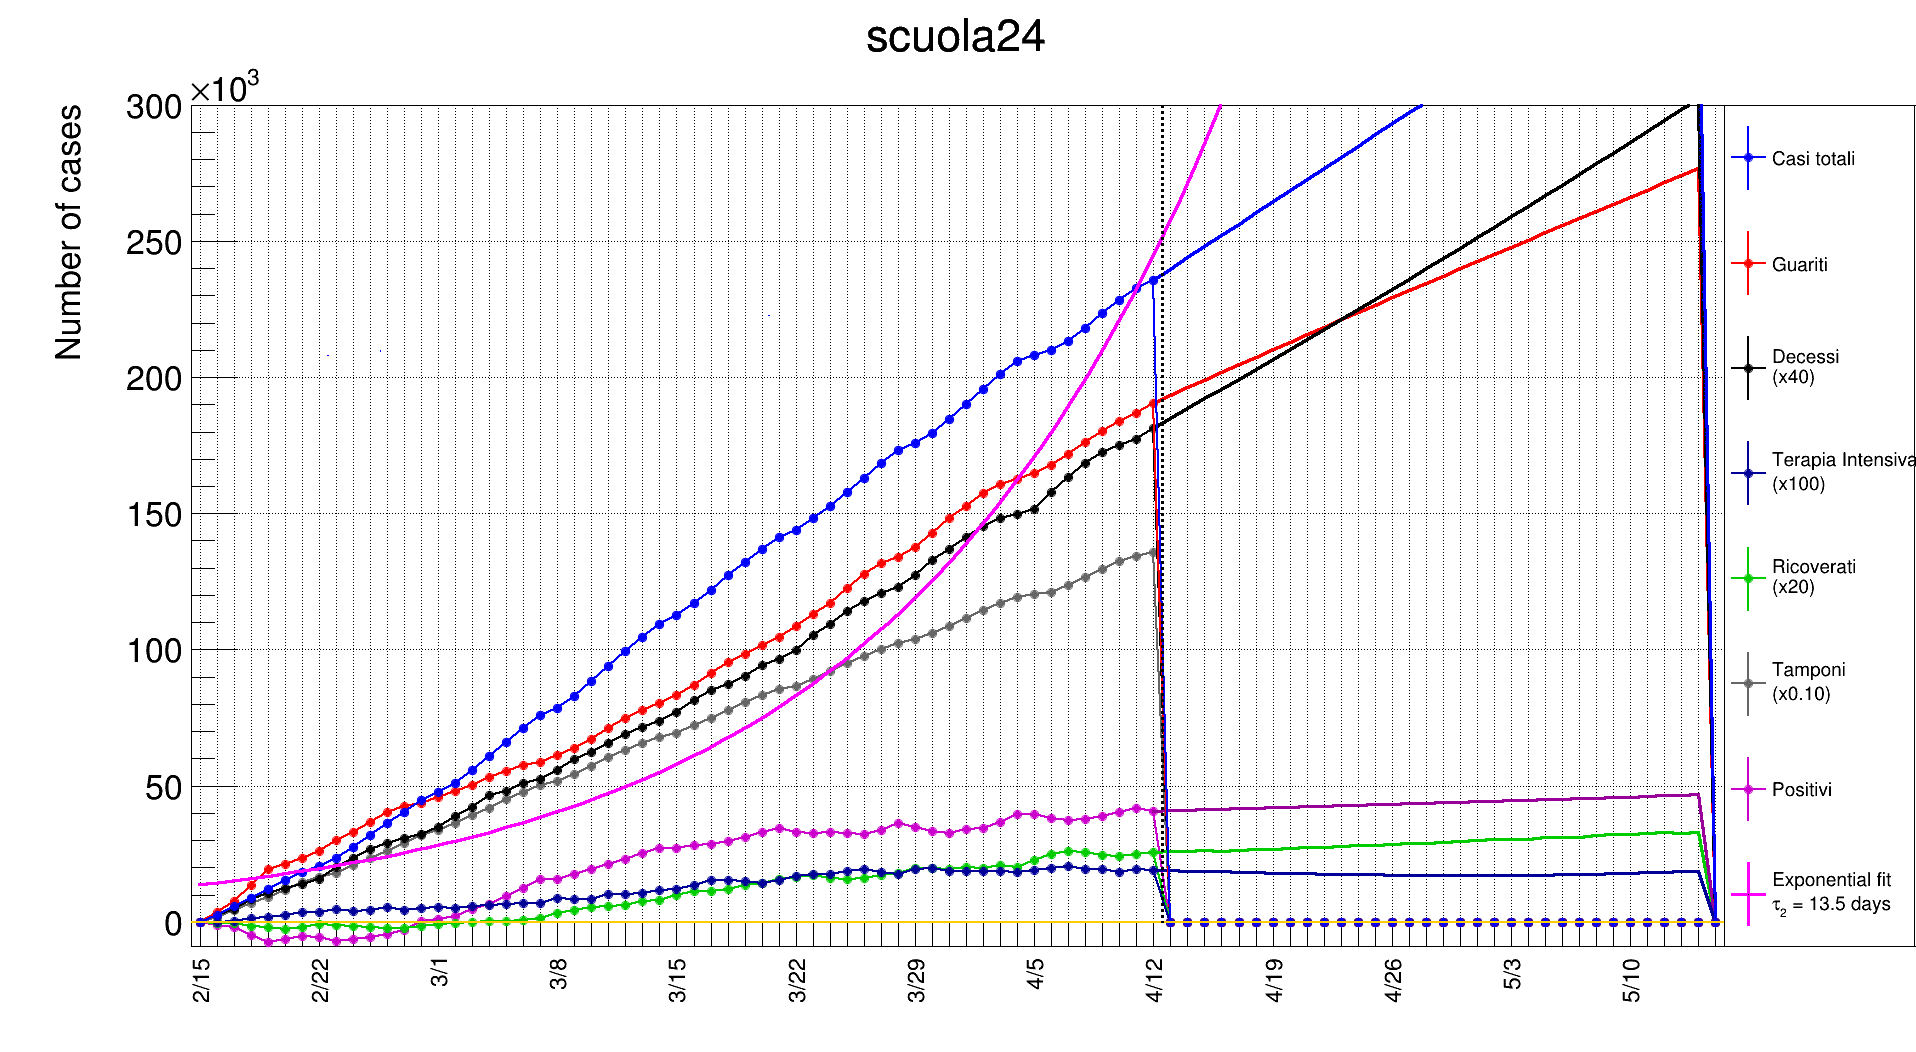 scuola24
×10³
Number of cases
300
250
200
150
100
50
0
2/15
2/22
3/1
3/8
3/15
3/22
3/29
4/5
4/12
4/19
4/26
5/3
5/10
Casi totali
Guariti
Decessi
(x40)
Terapia Intensiva
(x100)
Ricoverati
(x20)
Tamponi
(x0.10)
Positivi
Exponential fit
τ₂ = 13.5 days